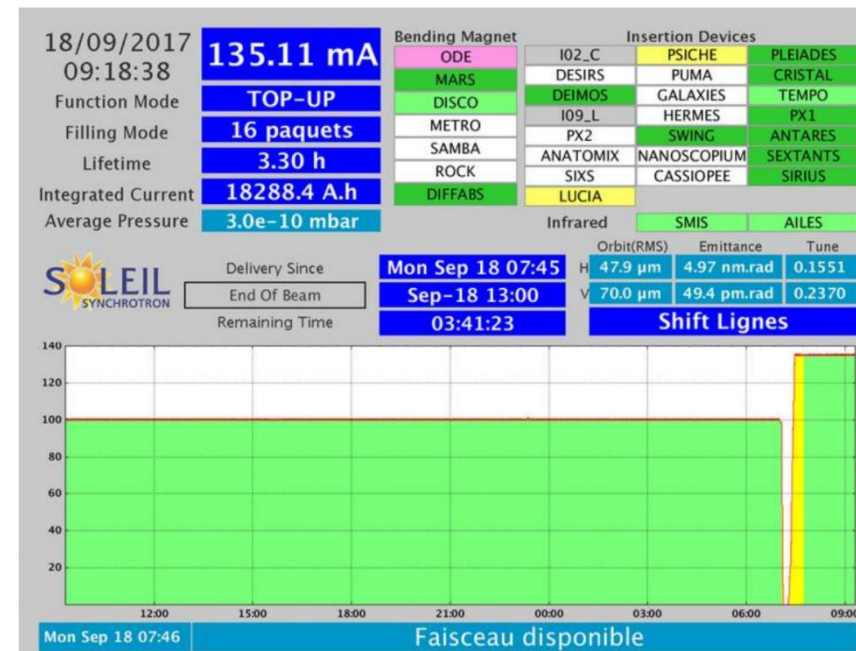 18/09/2017
09:18:38
135.11 mA
Function Mode TOP-UP
Filling Mode 16 paquets
Lifetime 3.30 h
Integrated Current 18288.4 A.h
Average Pressure 3.0e-10 mbar
Bending Magnet
ODE
MARS
DISCO
METRO
SAMBA
ROCK
DIFFABS
Insertion Devices
I02_C PSICHE PLEIADES
DESIRS PUMA CRISTAL
DEIMOS GALAXIES TEMPO
I09_L HERMES PX1
PX2 SWING ANTARES
ANATOMIX NANOSCOPIUM SEXTANTS
SIXS CASSIOPEE SIRIUS
LUCIA
Infrared SMIS AILES
SOLEIL
SYNCHROTRON
Delivery Since Mon Sep 18 07:45
End Of Beam Sep-18 13:00
Remaining Time 03:41:23
Orbit(RMS) Emittance Tune
H 47.9 µm 4.97 nm.rad 0.1551
V 70.0 µm 49.4 pm.rad 0.2370
Shift Lignes
140
120
100
80
60
40
20
12:00 15:00 18:00 21:00 00:00 03:00 06:00 09:00
Mon Sep 18 07:46 Faisceau disponible